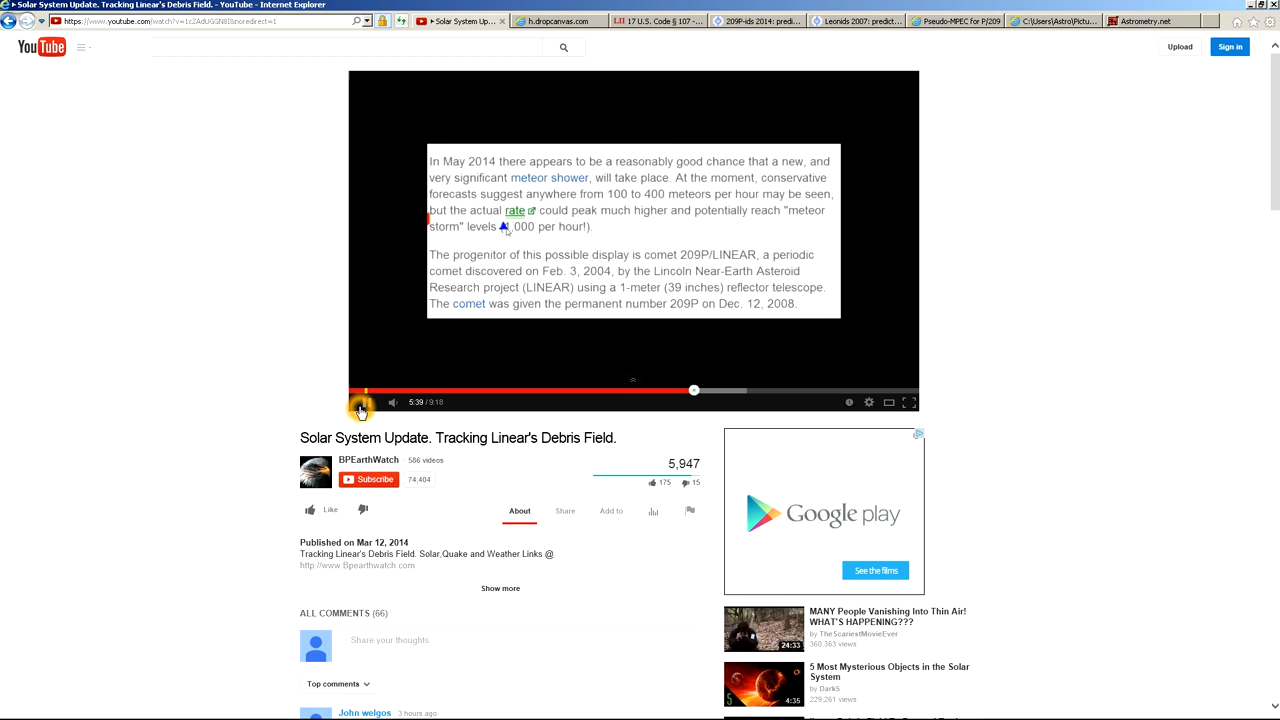 Solar System Update. Tracking Linear's Debris Field. - YouTube - Internet Explorer
Solar System Up...
h.dropcanvas.com
17 U.S. Code § 107 -...
209P-ids 2014: predi...
Leonids 2007: predict...
Pseudo-MPEC for P/209
C:\Users\Astro\...
Astrometry.net
YouTube
Upload
Sign in
In May 2014 there appears to be a reasonably good chance that a new, and
very significant meteor shower, will take place. At the moment, conservative
forecasts suggest anywhere from 100 to 400 meteors per hour may be seen,
but the actual rate could peak much higher and potentially reach "meteor
storm" levels ,000 per hour!).
The progenitor of this possible display is comet 209P/LINEAR, a periodic
comet discovered on Feb. 3, 2004, by the Lincoln Near-Earth Asteroid
Research project (LINEAR) using a 1-meter (39 inches) reflector telescope.
The comet was given the permanent number 209P on Dec. 12, 2008.
5:39 / 9:18
Solar System Update. Tracking Linear's Debris Field.
BPEarthWatch · 586 videos
Subscribe 74,404
5,947
175 15
Like
About Share Add to
Published on Mar 12, 2014
Tracking Linear's Debris Field. Solar,Quake and Weather Links @
http://www.Bpearthwatch.com
Show more
ALL COMMENTS (66)
Share your thoughts
Top comments
John welgos 3 hours ago
Google play
See the films
MANY People Vanishing Into Thin Air!
WHAT'S HAPPENING???
by TheScariestMovieEver
360,363 views
24:33
5 Most Mysterious Objects in the Solar
System
by Dark5
229,261 views
4:35